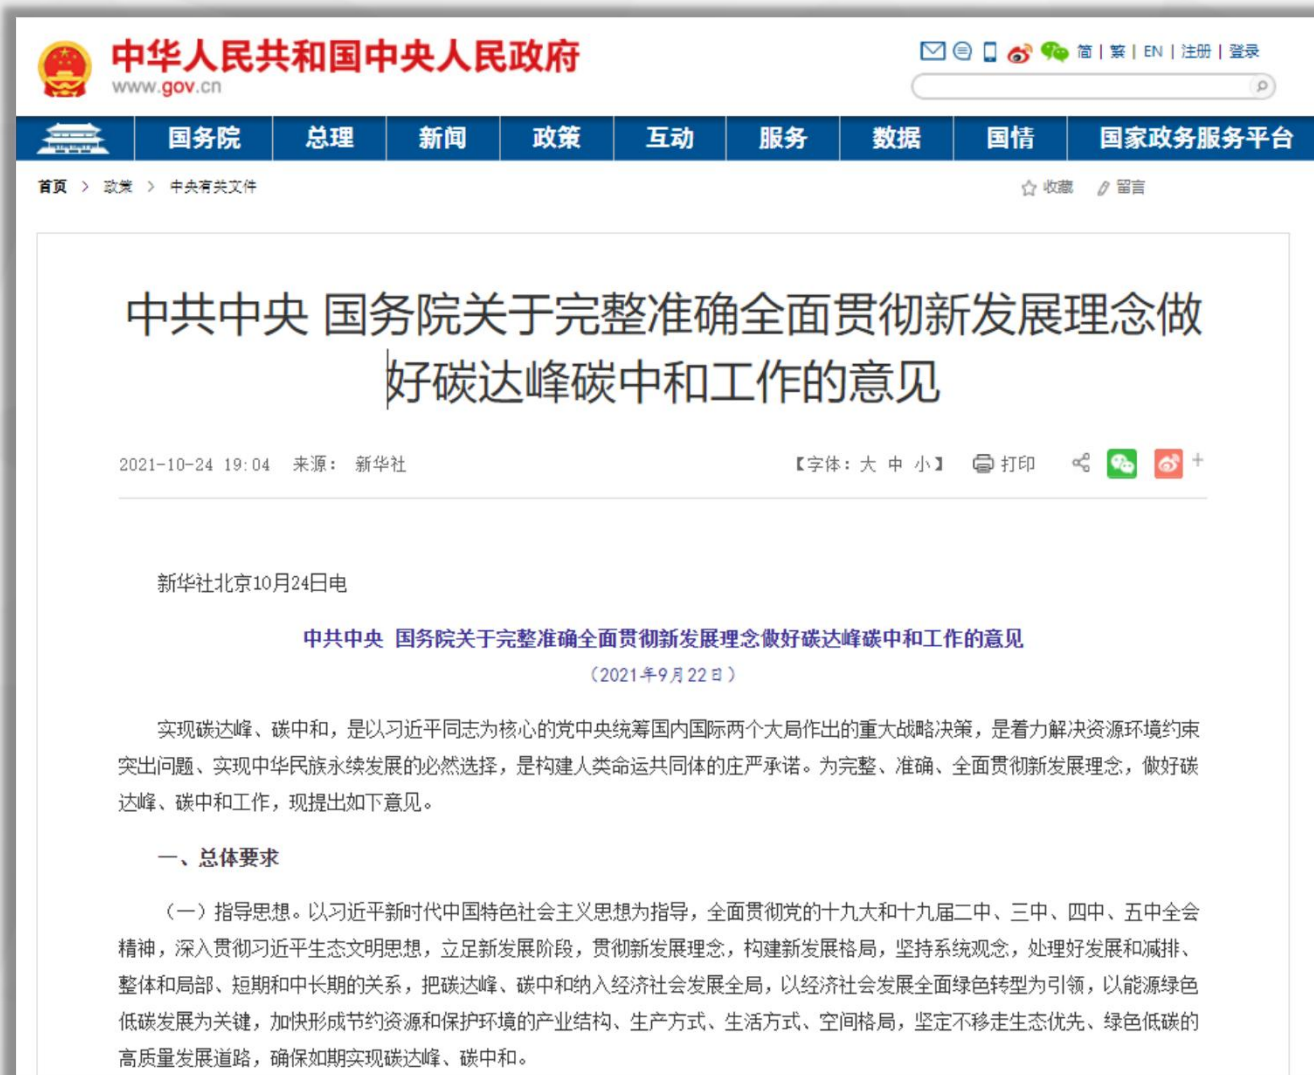 中华人民共和国中央人民政府
www.gov.cn
简 | 繁 | EN | 注册 | 登录
国务院 总理 新闻 政策 互动 服务 数据 国情 国家政务服务平台
首页 > 政策 > 中央有关文件
收藏 留言
中共中央 国务院关于完整准确全面贯彻新发展理念做
好碳达峰碳中和工作的意见
2021-10-24 19:04 来源： 新华社 【字体：大 中 小】 打印 +
新华社北京10月24日电
中共中央 国务院关于完整准确全面贯彻新发展理念做好碳达峰碳中和工作的意见
（2021年9月22日）
实现碳达峰、碳中和，是以习近平同志为核心的党中央统筹国内国际两个大局作出的重大战略决策，是着力解决资源环境约束
突出问题、实现中华民族永续发展的必然选择，是构建人类命运共同体的庄严承诺。为完整、准确、全面贯彻新发展理念，做好碳
达峰、碳中和工作，现提出如下意见。
一、总体要求
（一）指导思想。以习近平新时代中国特色社会主义思想为指导，全面贯彻党的十九大和十九届二中、三中、四中、五中全会
精神，深入贯彻习近平生态文明思想，立足新发展阶段，贯彻新发展理念，构建新发展格局，坚持系统观念，处理好发展和减排、
整体和局部、短期和中长期的关系，把碳达峰、碳中和纳入经济社会发展全局，以经济社会发展全面绿色转型为引领，以能源绿色
低碳发展为关键，加快形成节约资源和保护环境的产业结构、生产方式、生活方式、空间格局，坚定不移走生态优先、绿色低碳的
高质量发展道路，确保如期实现碳达峰、碳中和。